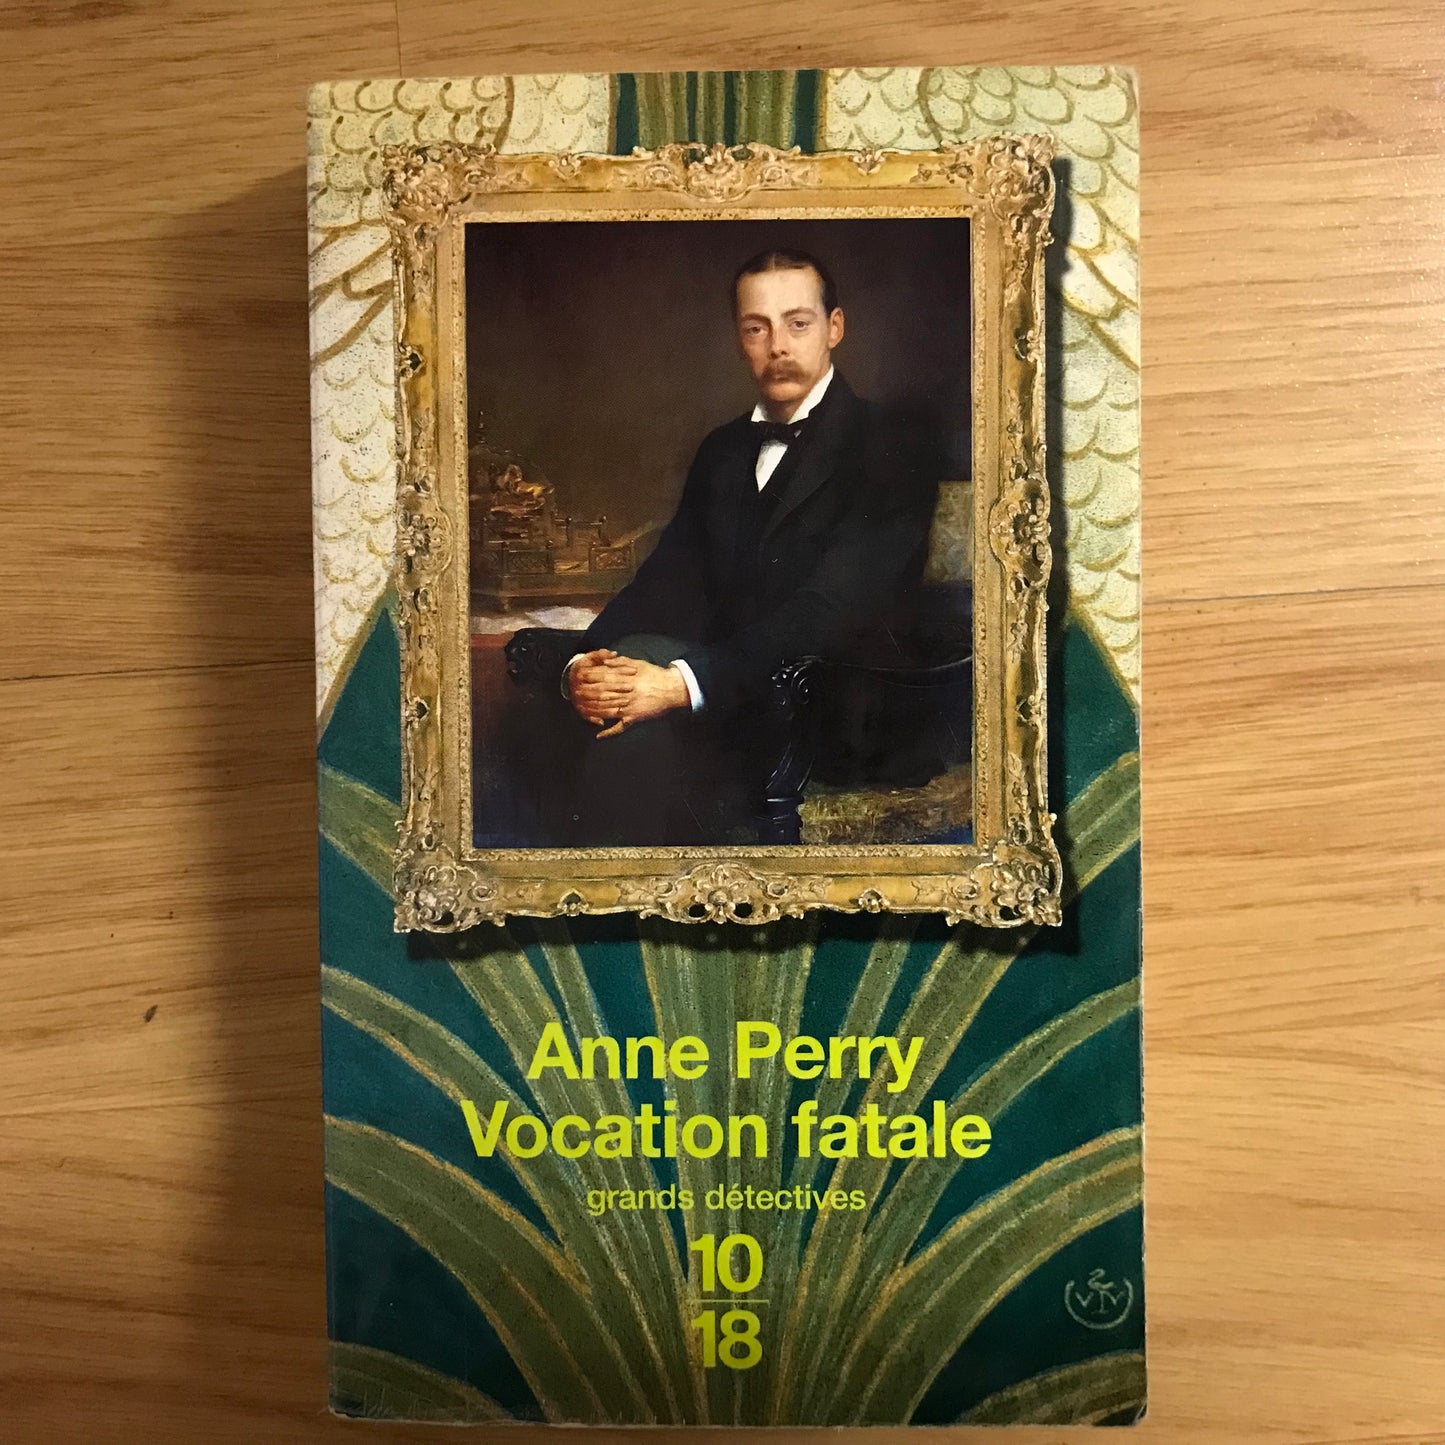 Anne Perry
Vocation fatale
grands détectives
10
18